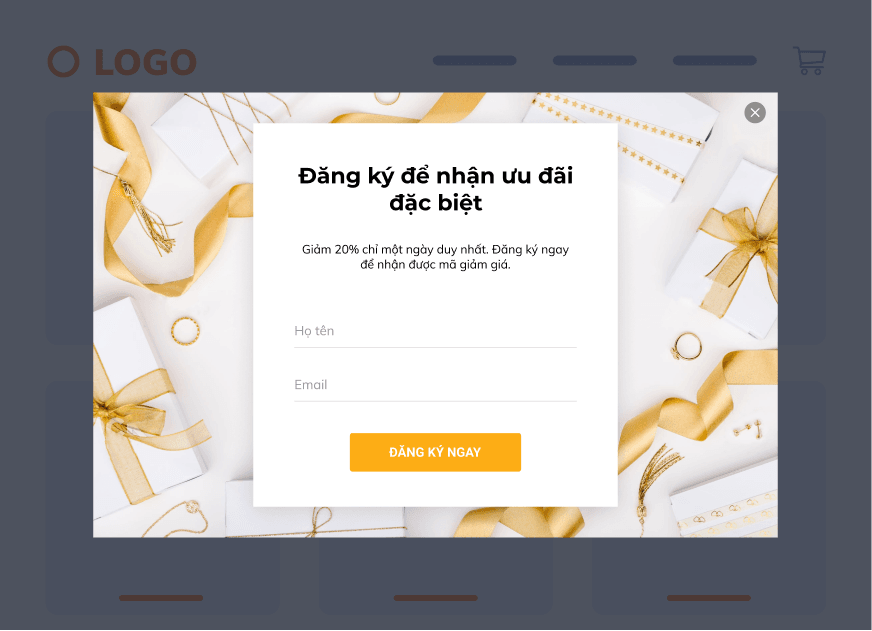 LOGO
Đăng ký để nhận ưu đãi
đặc biệt
Giảm 20% chỉ một ngày duy nhất. Đăng ký ngay
để nhận được mã giảm giá.
Họ tên
Email
ĐĂNG KÝ NGAY